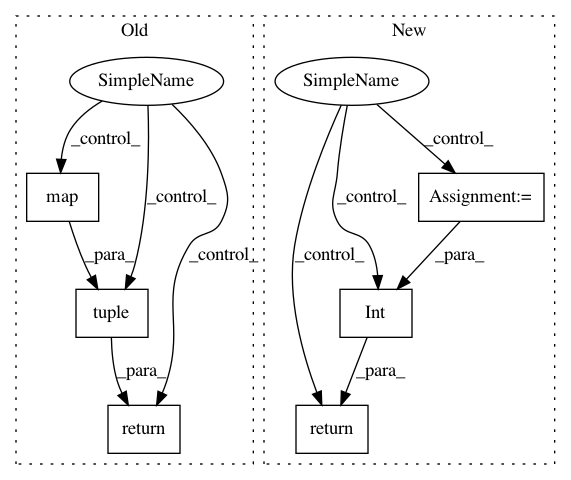 Old
New
SimpleName
SimpleName
_control_
_control_
_control_
_control_
_control_
_control_
map
Assignment:=
_para_
_para_
tuple
Int
_para_
_para_
return
return